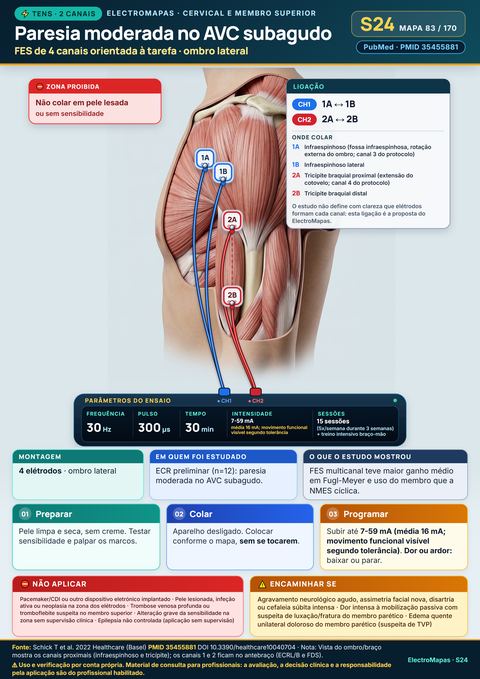 TENS · 2 CANAIS
ELECTROMAPAS · CERVICAL E MEMBRO SUPERIOR
Paresia moderada no AVC subagudo
FES de 4 canais orientada à tarefa · ombro lateral
S24 MAPA 83 / 170
PubMed · PMID 35455881
ZONA PROIBIDA
Não colar em pele lesada
ou sem sensibilidade
LIGAÇÃO
CH1 1A ↔ 1B
CH2 2A ↔ 2B
ONDE COLAR
1A Infraespinhoso (fossa infraespinhosa, rotação
externa do ombro; canal 3 do protocolo)
1B Infraespinhoso lateral
2A Tricípite braquial proximal (extensão do
cotovelo; canal 4 do protocolo)
2B Tricípite braquial distal
O estudo não define com clareza que elétrodos
formam cada canal; esta ligação é a proposta do
ElectroMapas.
1A
1B
2A
2B
CH1
CH2
PARÂMETROS DO ENSAIO
FREQUÊNCIA
30 Hz
PULSO
300 µs
TEMPO
30 min
INTENSIDADE
7-59 mA
média 16 mA; movimento funcional
visível segundo tolerância)
SESSÕES
15 sessões
(5x/semana durante 3 semanas)
+ treino intensivo braço-mão
MONTAGEM
4 elétrodos · ombro lateral
EM QUEM FOI ESTUDADO
ECR preliminar (n=12): paresia
moderada no AVC subagudo.
O QUE O ESTUDO MOSTROU
FES multicanal teve maior ganho médio
em Fugl-Meyer e uso do membro que a
NMES cíclica.
01 Preparar
Pele limpa e seca, sem creme. Testar
sensibilidade e palpar os marcos.
02 Colar
Aparelho desligado. Colocar
conforme o mapa, sem se tocarem.
03 Programar
Subir até 7-59 mA (média 16 mA;
movimento funcional visível
segundo tolerância). Dor ou ardor:
baixar ou parar.
NÃO APLICAR
Pacemaker/CDI ou outro dispositivo eletrónico implantado · Pele lesionada, infeção
ativa ou neoplasia na zona dos elétrodos · Trombose venosa profunda ou
tromboflebite suspeita no membro superior · Alteração grave da sensibilidade na
zona sem supervisão clínica · Epilepsia não controlada (aplicação sem supervisão)
ENCAMINHAR SE
Agravamento neurológico agudo, assimetria facial nova, disartria
ou cefaleia súbita intensa · Dor intensa à mobilização passiva com
suspeita de luxação/fratura do membro parético · Edema quente
unilateral doloroso do membro parético (suspeita de TVP)
Fonte: Schick T et al. 2022 Healthcare (Basel) PMID 35455881 DOI 10.3390/healthcare10040704 · Nota: Vista do ombro/braço
mostra os canais proximais (infraespinhoso e tricípite); os canais 1 e 2 ficam no antebraço (ECRL/B e FDS).
Uso e verificação por conta própria. Material de consulta para profissionais: a avaliação, a decisão clínica e a responsabilidade
pela aplicação são do profissional habilitado.
ElectroMapas · S24